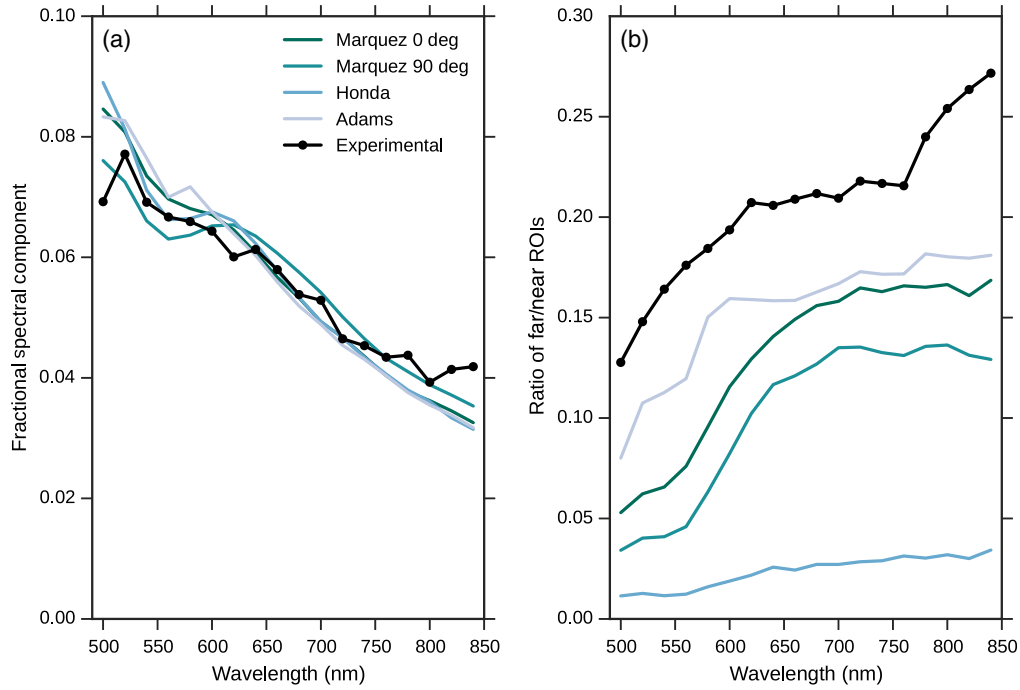 (a)
Marquez 0 deg
Marquez 90 deg
Honda
Adams
Experimental
0.10
0.08
0.06
0.04
0.02
0.00
Fractional spectral component
500 550 600 650 700 750 800 850
Wavelength (nm)
(b)
0.30
0.25
0.20
0.15
0.10
0.05
0.00
Ratio of far/near ROIs
500 550 600 650 700 750 800 850
Wavelength (nm)